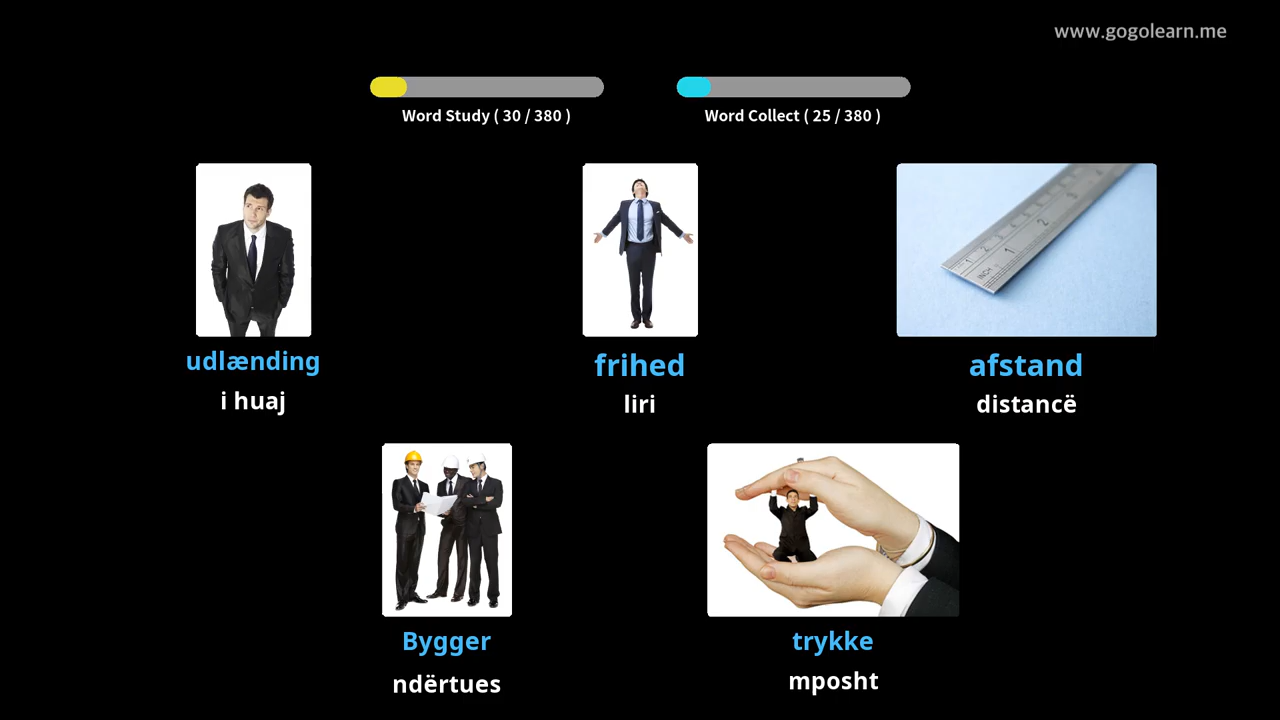 www.gogolearn.me
Word Study ( 30 / 380 )
Word Collect ( 25 / 380 )
udlænding
i huaj
frihed
liri
afstand
distancë
Bygger
ndërtues
trykke
mposht